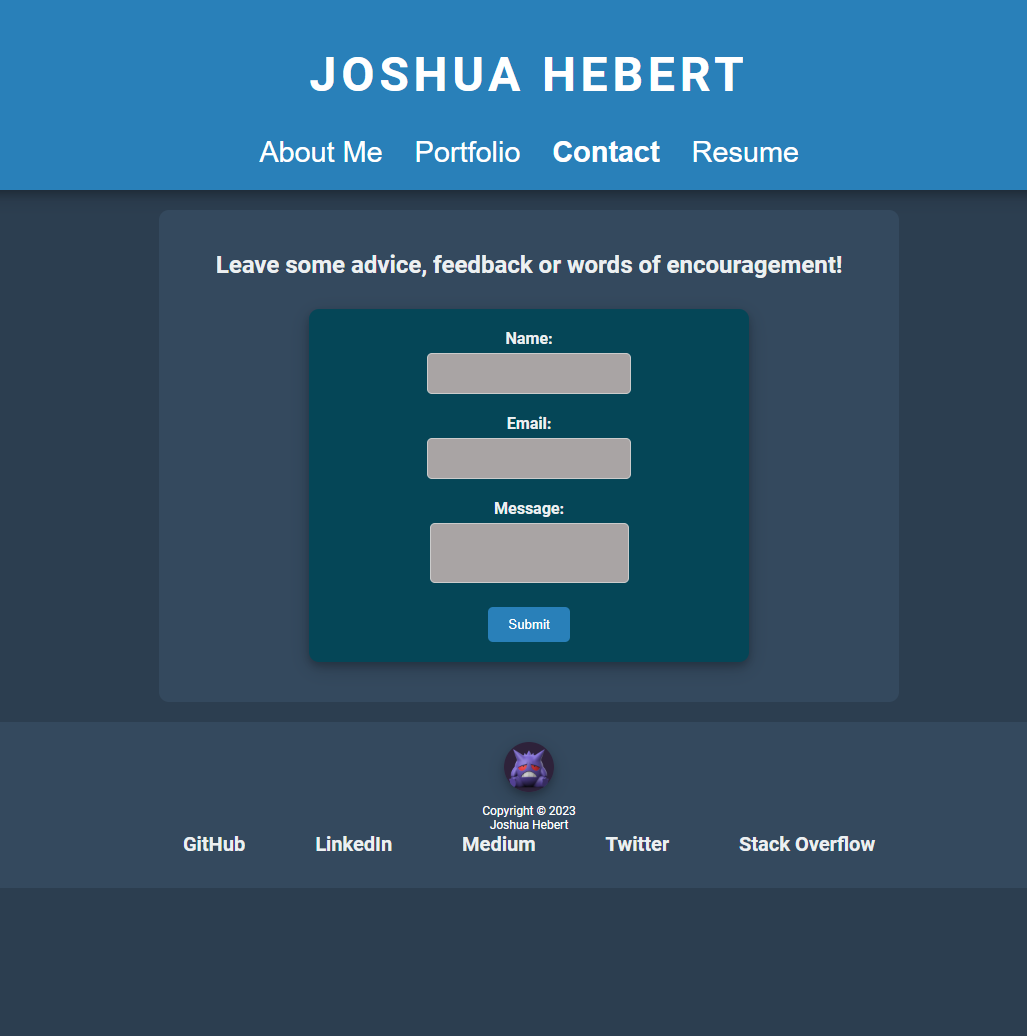 JOSHUA HEBERT
About Me Portfolio Contact Resume
Leave some advice, feedback or words of encouragement!
Name:
Email:
Message:
Submit
Copyright © 2023
Joshua Hebert
GitHub LinkedIn Medium Twitter Stack Overflow